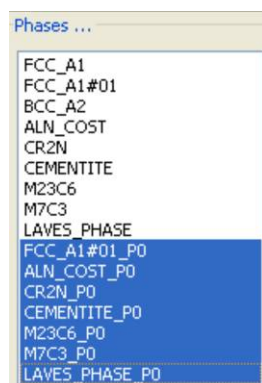 Phases ...
FCC_A1
FCC_A1#01
BCC_A2
ALN_COST
CR2N
CEMENTITE
M23C6
M7C3
LAVES_PHASE
FCC_A1#01_P0
ALN_COST_P0
CR2N_P0
CEMENTITE_P0
M23C6_P0
M7C3_P0
LAVES_PHASE_P0